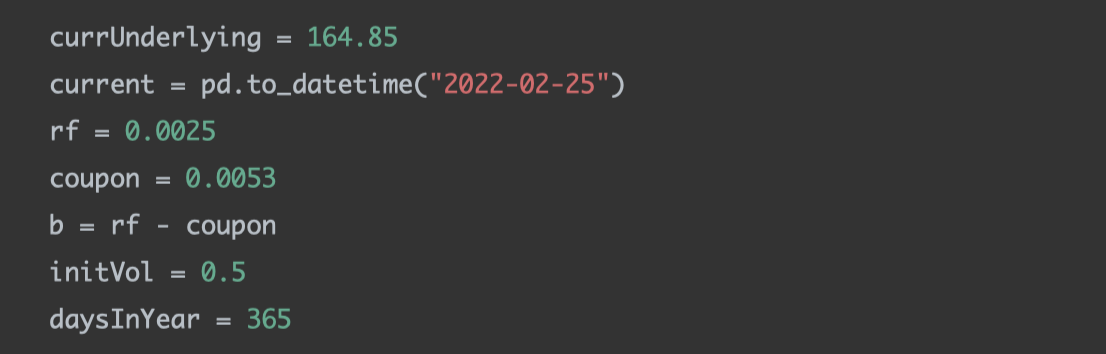 currUnderlying = 164.85
current = pd.to_datetime("2022-02-25")
rf = 0.0025
coupon = 0.0053
b = rf - coupon
initVol = 0.5
daysInYear = 365